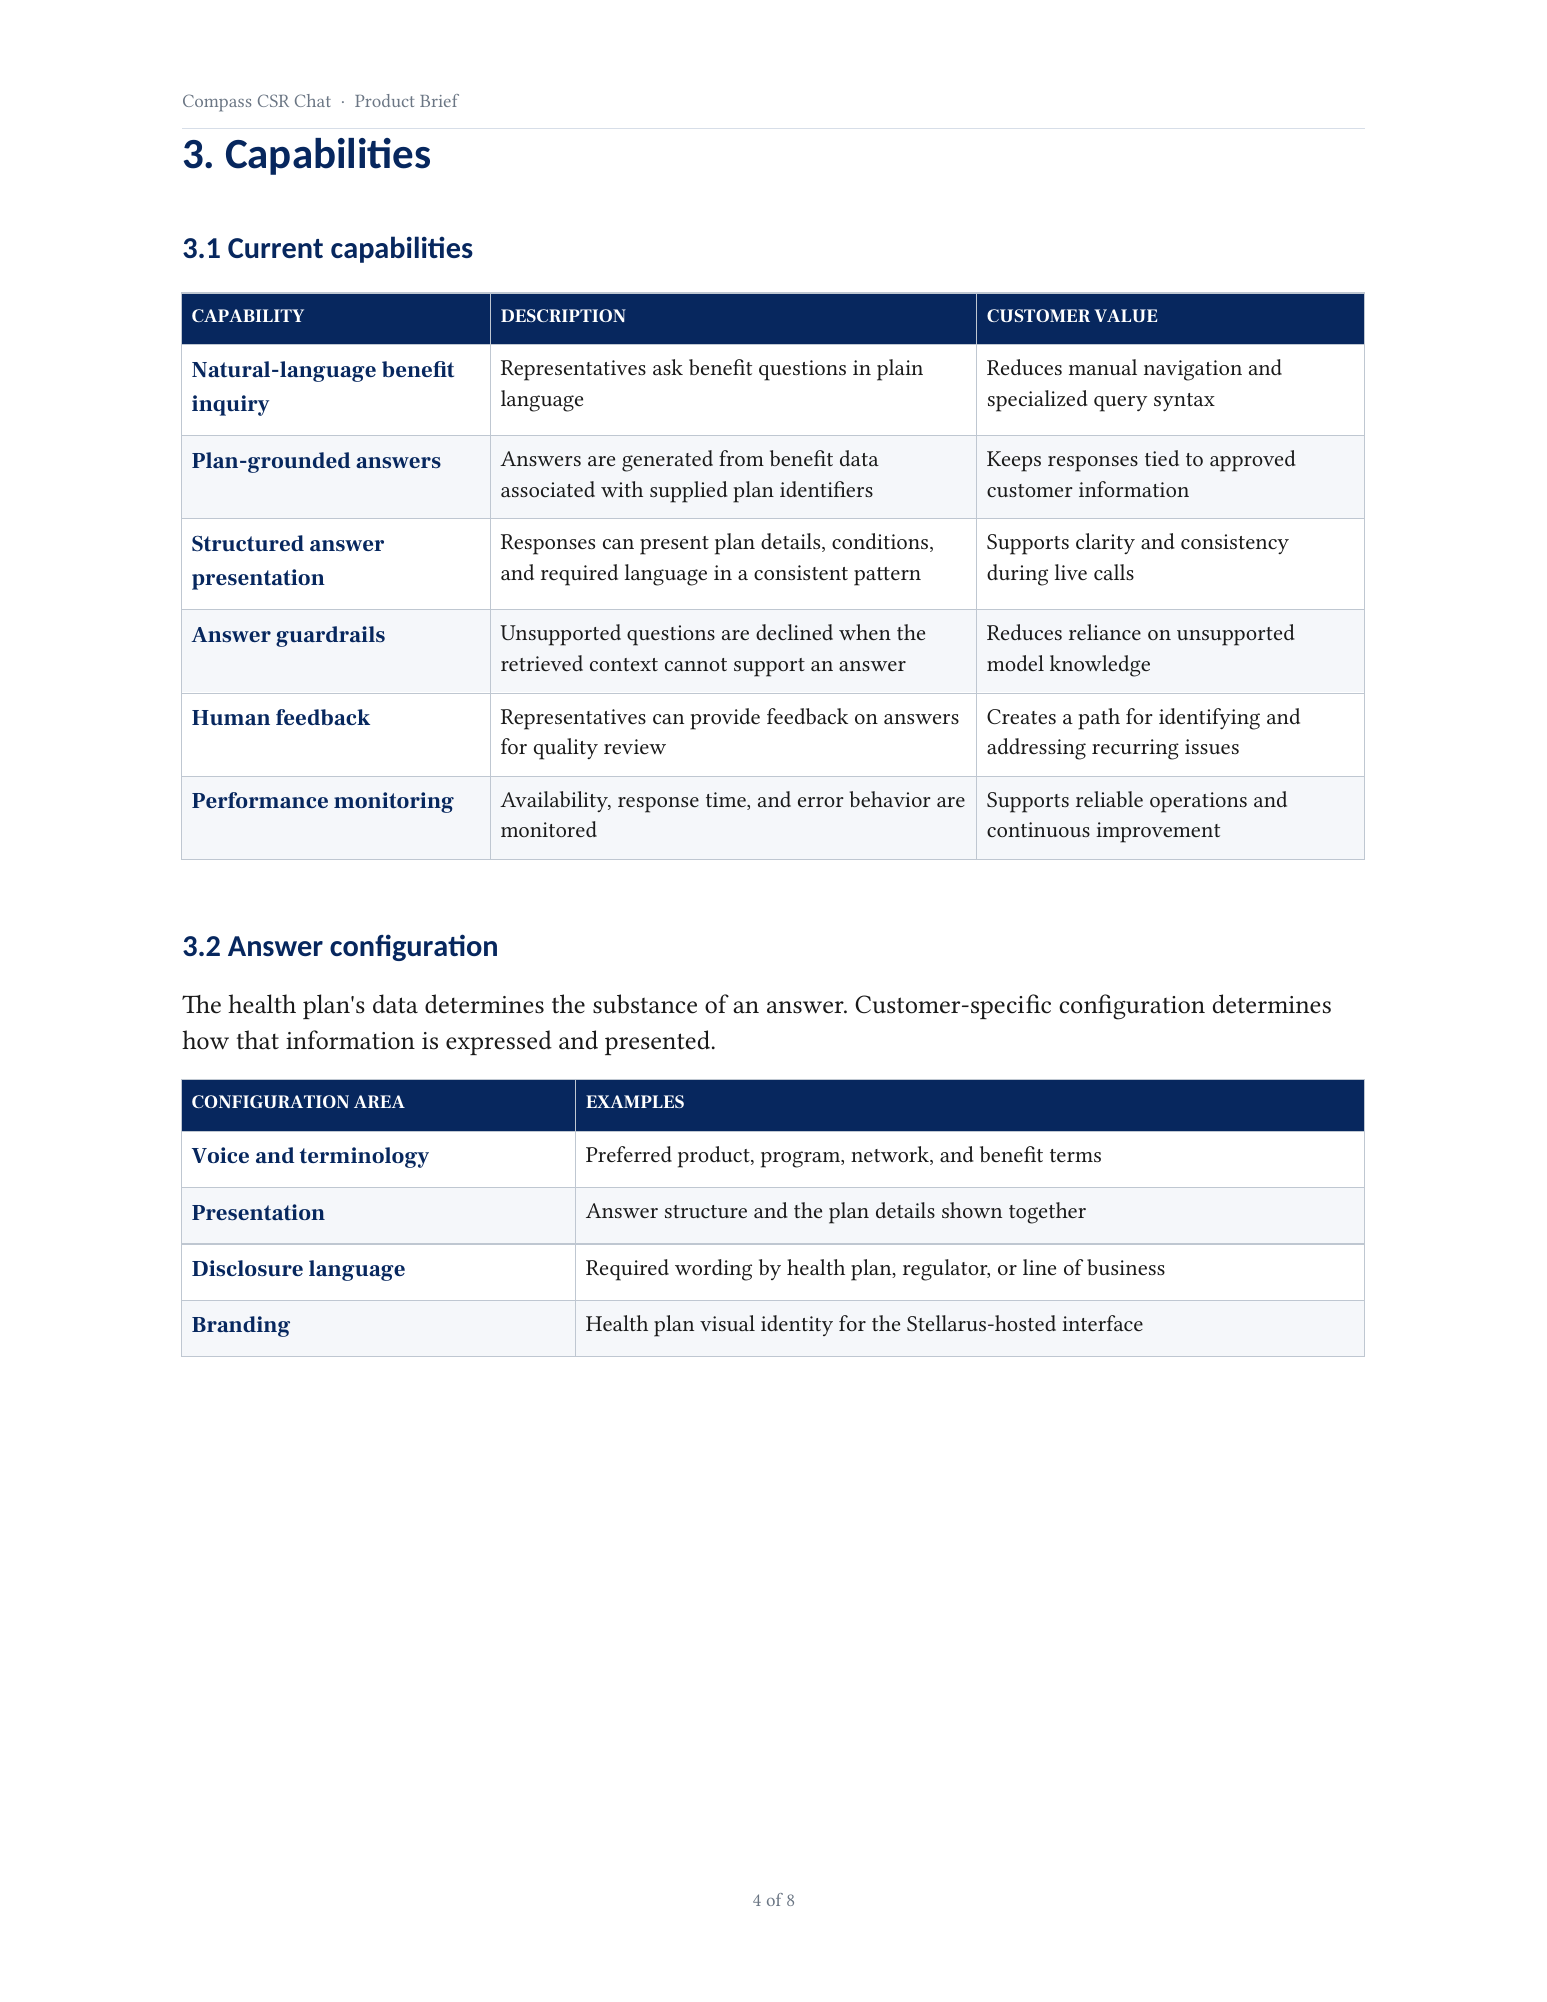 Compass CSR Chat · Product Brief
3. Capabilities
3.1 Current capabilities
CAPABILITY DESCRIPTION CUSTOMER VALUE
Natural-language benefit inquiry
Representatives ask benefit questions in plain
language
Reduces manual navigation and
specialized query syntax
Plan-grounded answers
Answers are generated from benefit data
associated with supplied plan identifiers
Keeps responses tied to approved
customer information
Structured answer
presentation
Responses can present plan details, conditions,
and required language in a consistent pattern
Supports clarity and consistency
during live calls
Answer guardrails
Unsupported questions are declined when the
retrieved context cannot support an answer
Reduces reliance on unsupported
model knowledge
Human feedback
Representatives can provide feedback on answers
for quality review
Creates a path for identifying and
addressing recurring issues
Performance monitoring
Availability, response time, and error behavior are
monitored
Supports reliable operations and
continuous improvement
3.2 Answer configuration
The health plan's data determines the substance of an answer. Customer-specific configuration determines
how that information is expressed and presented.
CONFIGURATION AREA EXAMPLES
Voice and terminology Preferred product, program, network, and benefit terms
Presentation Answer structure and the plan details shown together
Disclosure language Required wording by health plan, regulator, or line of business
Branding Health plan visual identity for the Stellarus-hosted interface
4 of 8